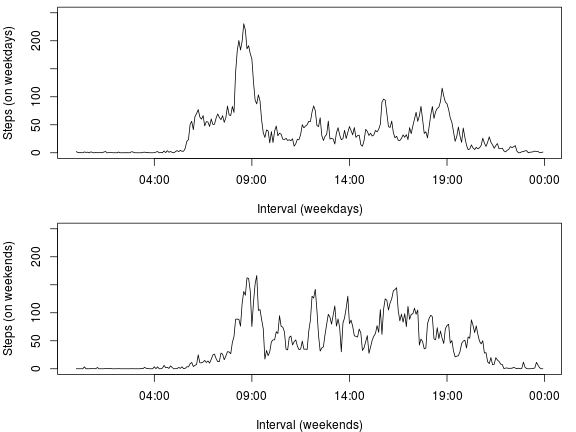 Steps (on weekdays)
200
100
50
0
04:00 09:00 14:00 19:00 00:00
Interval (weekdays)
Steps (on weekends)
200
100
50
0
04:00 09:00 14:00 19:00 00:00
Interval (weekends)